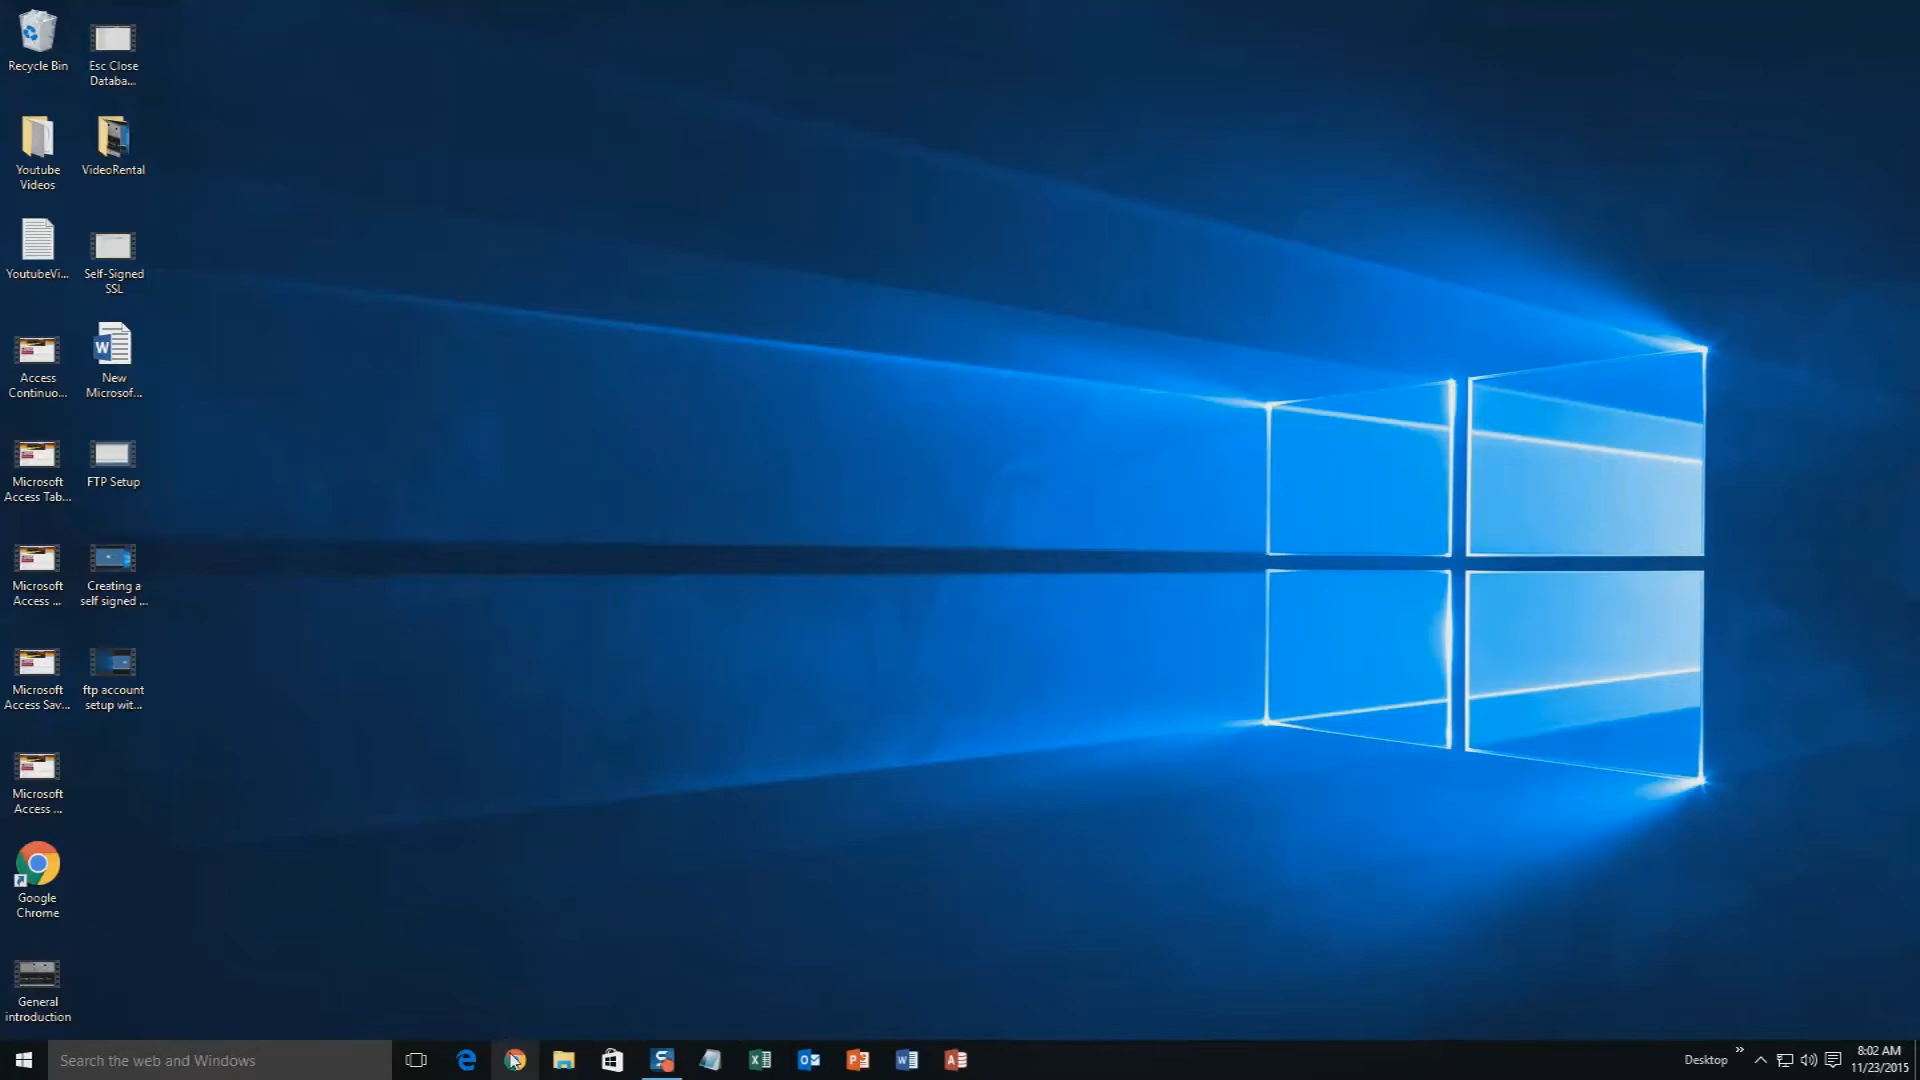 Recycle Bin
Esc Close
Databa...
Youtube
Videos
VideoRental
YoutubeVi...
Self-Signed
SSL
Access
Continuo...
New
Microsof...
Microsoft
Access Tab...
FTP Setup
Microsoft
Access ...
Creating a
self signed ...
Microsoft
Access Sav...
ftp account
setup wit...
Microsoft
Access ...
Google
Chrome
General
introduction
Search the web and Windows
Desktop
8:02 AM
11/23/2015